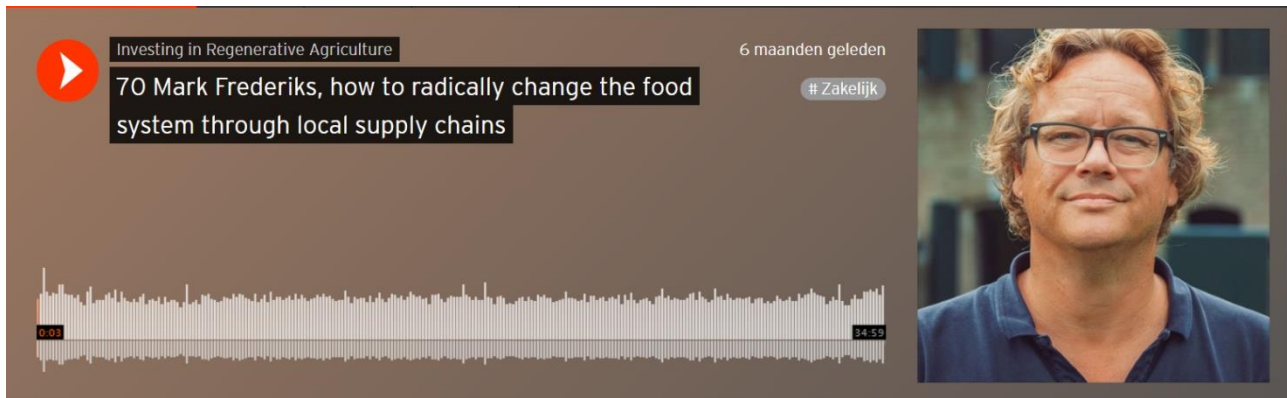 Investing in Regenerative Agriculture
6 maanden geleden
70 Mark Frederiks, how to radically change the food
system through local supply chains
# Zakelijk
0:03
34:59